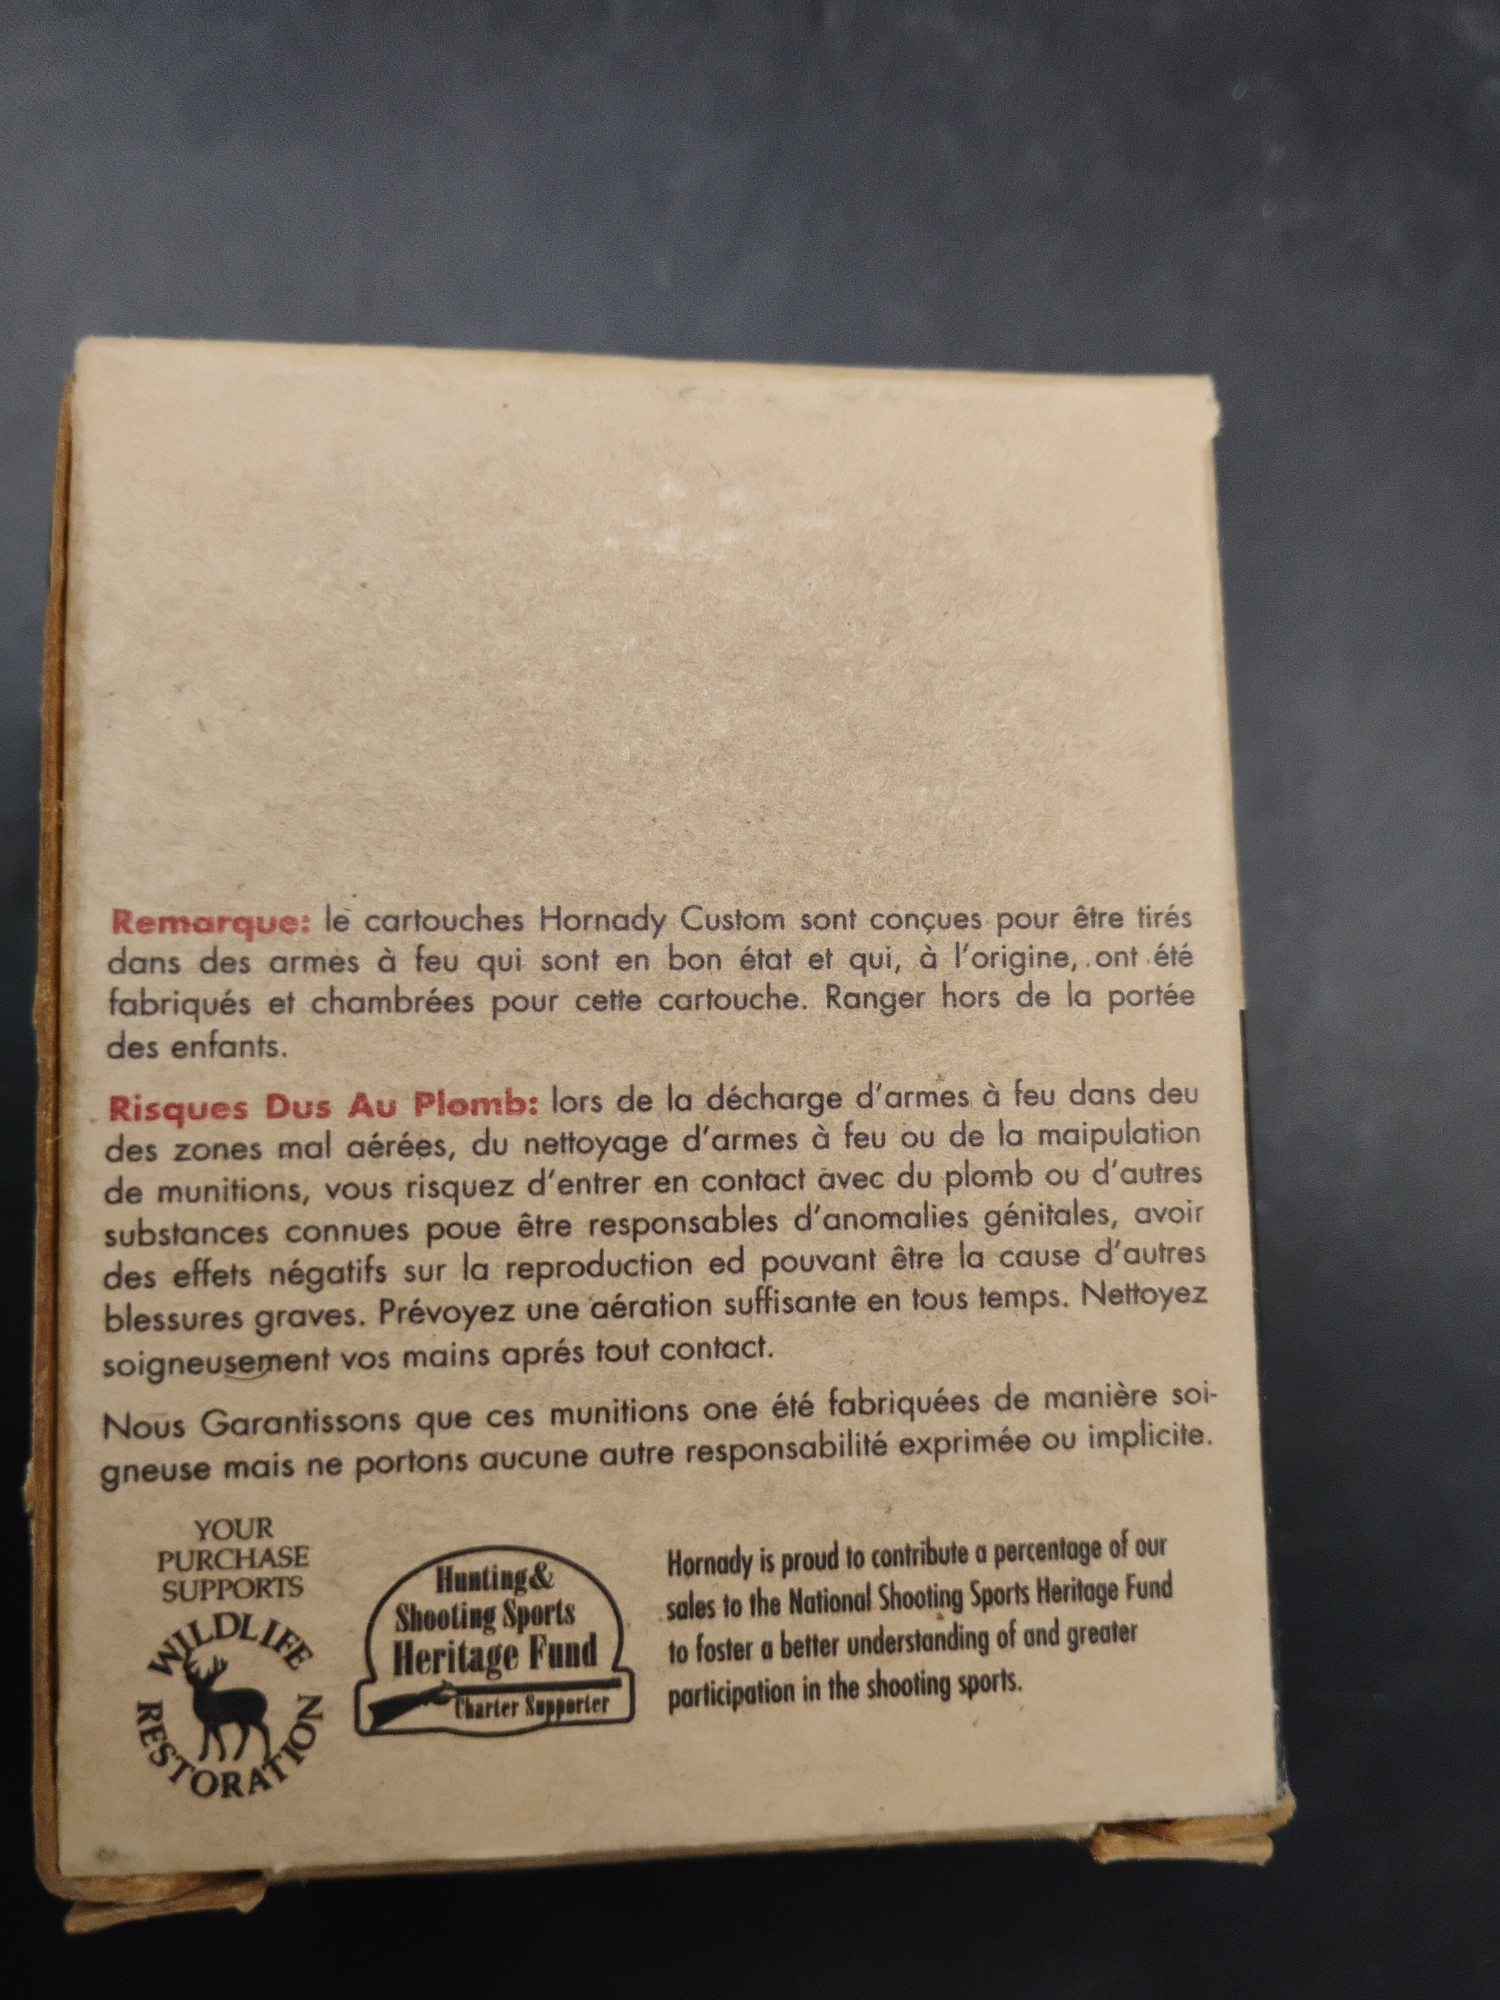 Remarque: le cartouches Hornady Custom sont conçues pour être tirés
dans des armes à feu qui sont en bon état et qui, à l'origine, ont été
fabriqués et chambrées pour cette cartouche. Ranger hors de la portée
des enfants.
Risques Dus Au Plomb: lors de la décharge d'armes à feu dans deu
des zones mal aérées, du nettoyage d'armes à feu ou de la maipulation
de munitions, vous risquez d'entrer en contact avec du plomb ou d'autres
substances connues poue être responsables d'anomalies génitales, avoir
des effets négatifs sur la reproduction ed pouvant être la cause d'autres
blessures graves. Prévoyez une aération suffisante en tous temps. Nettoyez
soigneusement vos mains aprés tout contact.
Nous Garantissons que ces munitions one été fabriquées de manière soi-
gneuse mais ne portons aucune autre responsabilité exprimée ou implicite.
YOUR
PURCHASE
SUPPORTS
WILDLIFE
RESTORATION
Hunting &
Shooting Sports
Heritage Fund
Charter Supporter
Hornady is proud to contribute a percentage of our
sales to the National Shooting Sports Heritage Fund
to foster a better understanding of and greater
participation in the shooting sports.